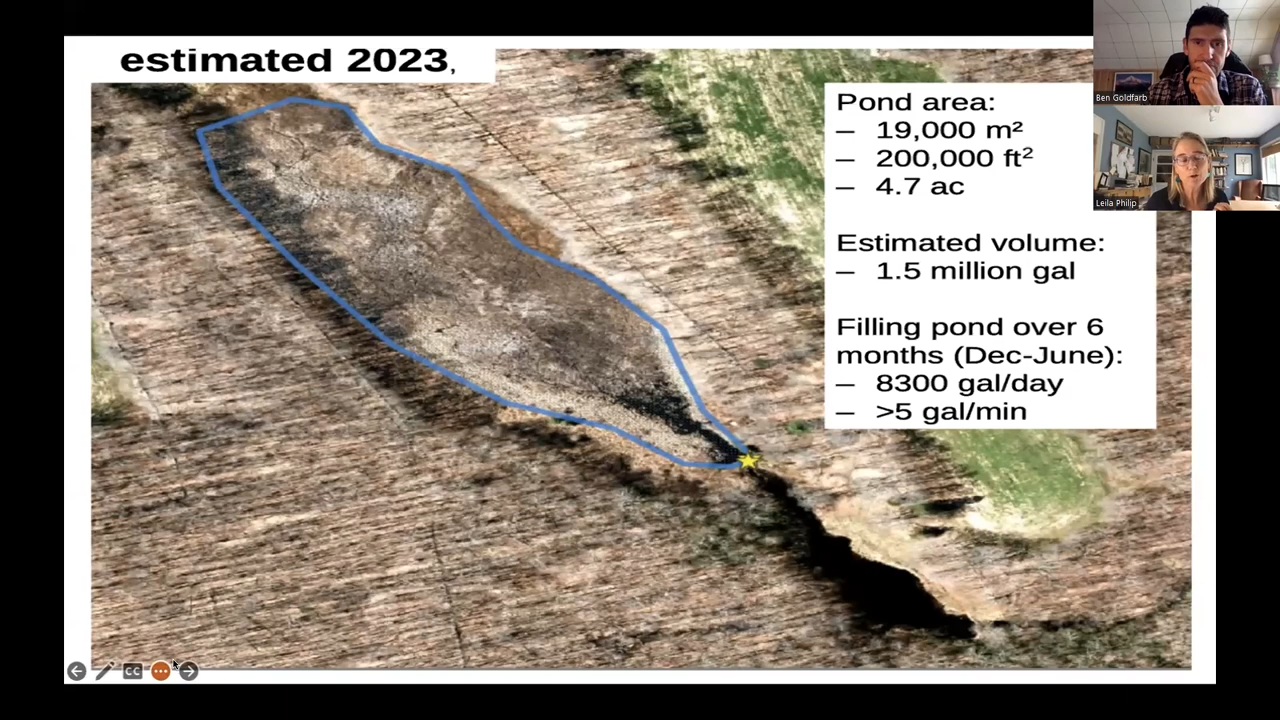 estimated 2023,
Pond area:
– 19,000 m²
– 200,000 ft²
– 4.7 ac
Estimated volume:
– 1.5 million gal
Filling pond over 6
months (Dec-June):
– 8300 gal/day
– >5 gal/min
Ben Goldfarb
Leila Philip
CC